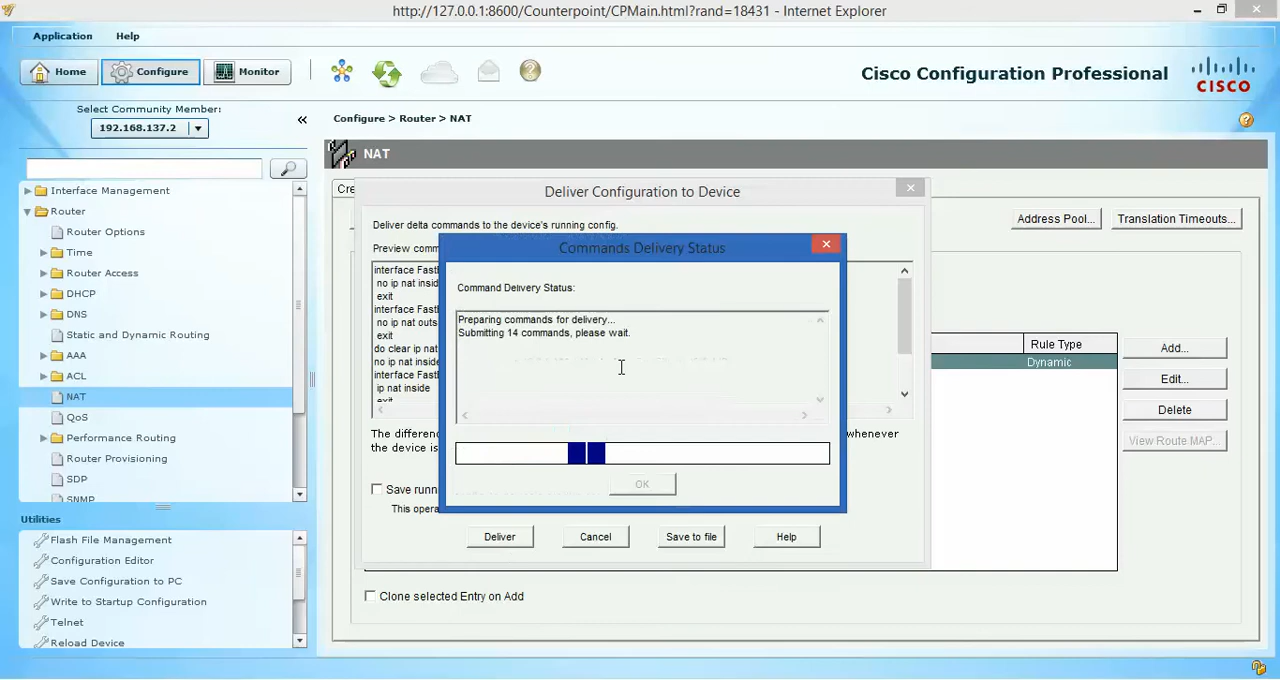 http://127.0.0.1:8600/Counterpoint/CPMain.html?rand=18431 - Internet Explorer
Application Help
Home Configure Monitor
Cisco Configuration Professional
CISCO
Select Community Member:
192.168.137.2
«
Configure > Router > NAT
Interface Management
Router
Router Options
Time
Router Access
DHCP
DNS
Static and Dynamic Routing
AAA
ACL
NAT
QoS
Performance Routing
Router Provisioning
SDP
SNMP
Utilities
Flash File Management
Configuration Editor
Save Configuration to PC
Write to Startup Configuration
Telnet
Reload Device
NAT
Cre
Address Pool...
Translation Timeouts...
Rule Type
Dynamic
Add...
Edit...
Delete
View Route MAP...
Clone selected Entry on Add
Deliver Configuration to Device
Deliver delta commands to the device's running config.
Preview comm
interface FastE
no ip nat inside
exit
interface FastE
no ip nat outs
exit
do clear ip nat
no ip nat inside
interface FastE
ip nat inside
exit
The differenc whenever
the device is
Save runn
This opera
Deliver
Cancel
Save to file
Help
Commands Delivery Status
Command Delivery Status:
Preparing commands for delivery...
Submitting 14 commands, please wait.
OK